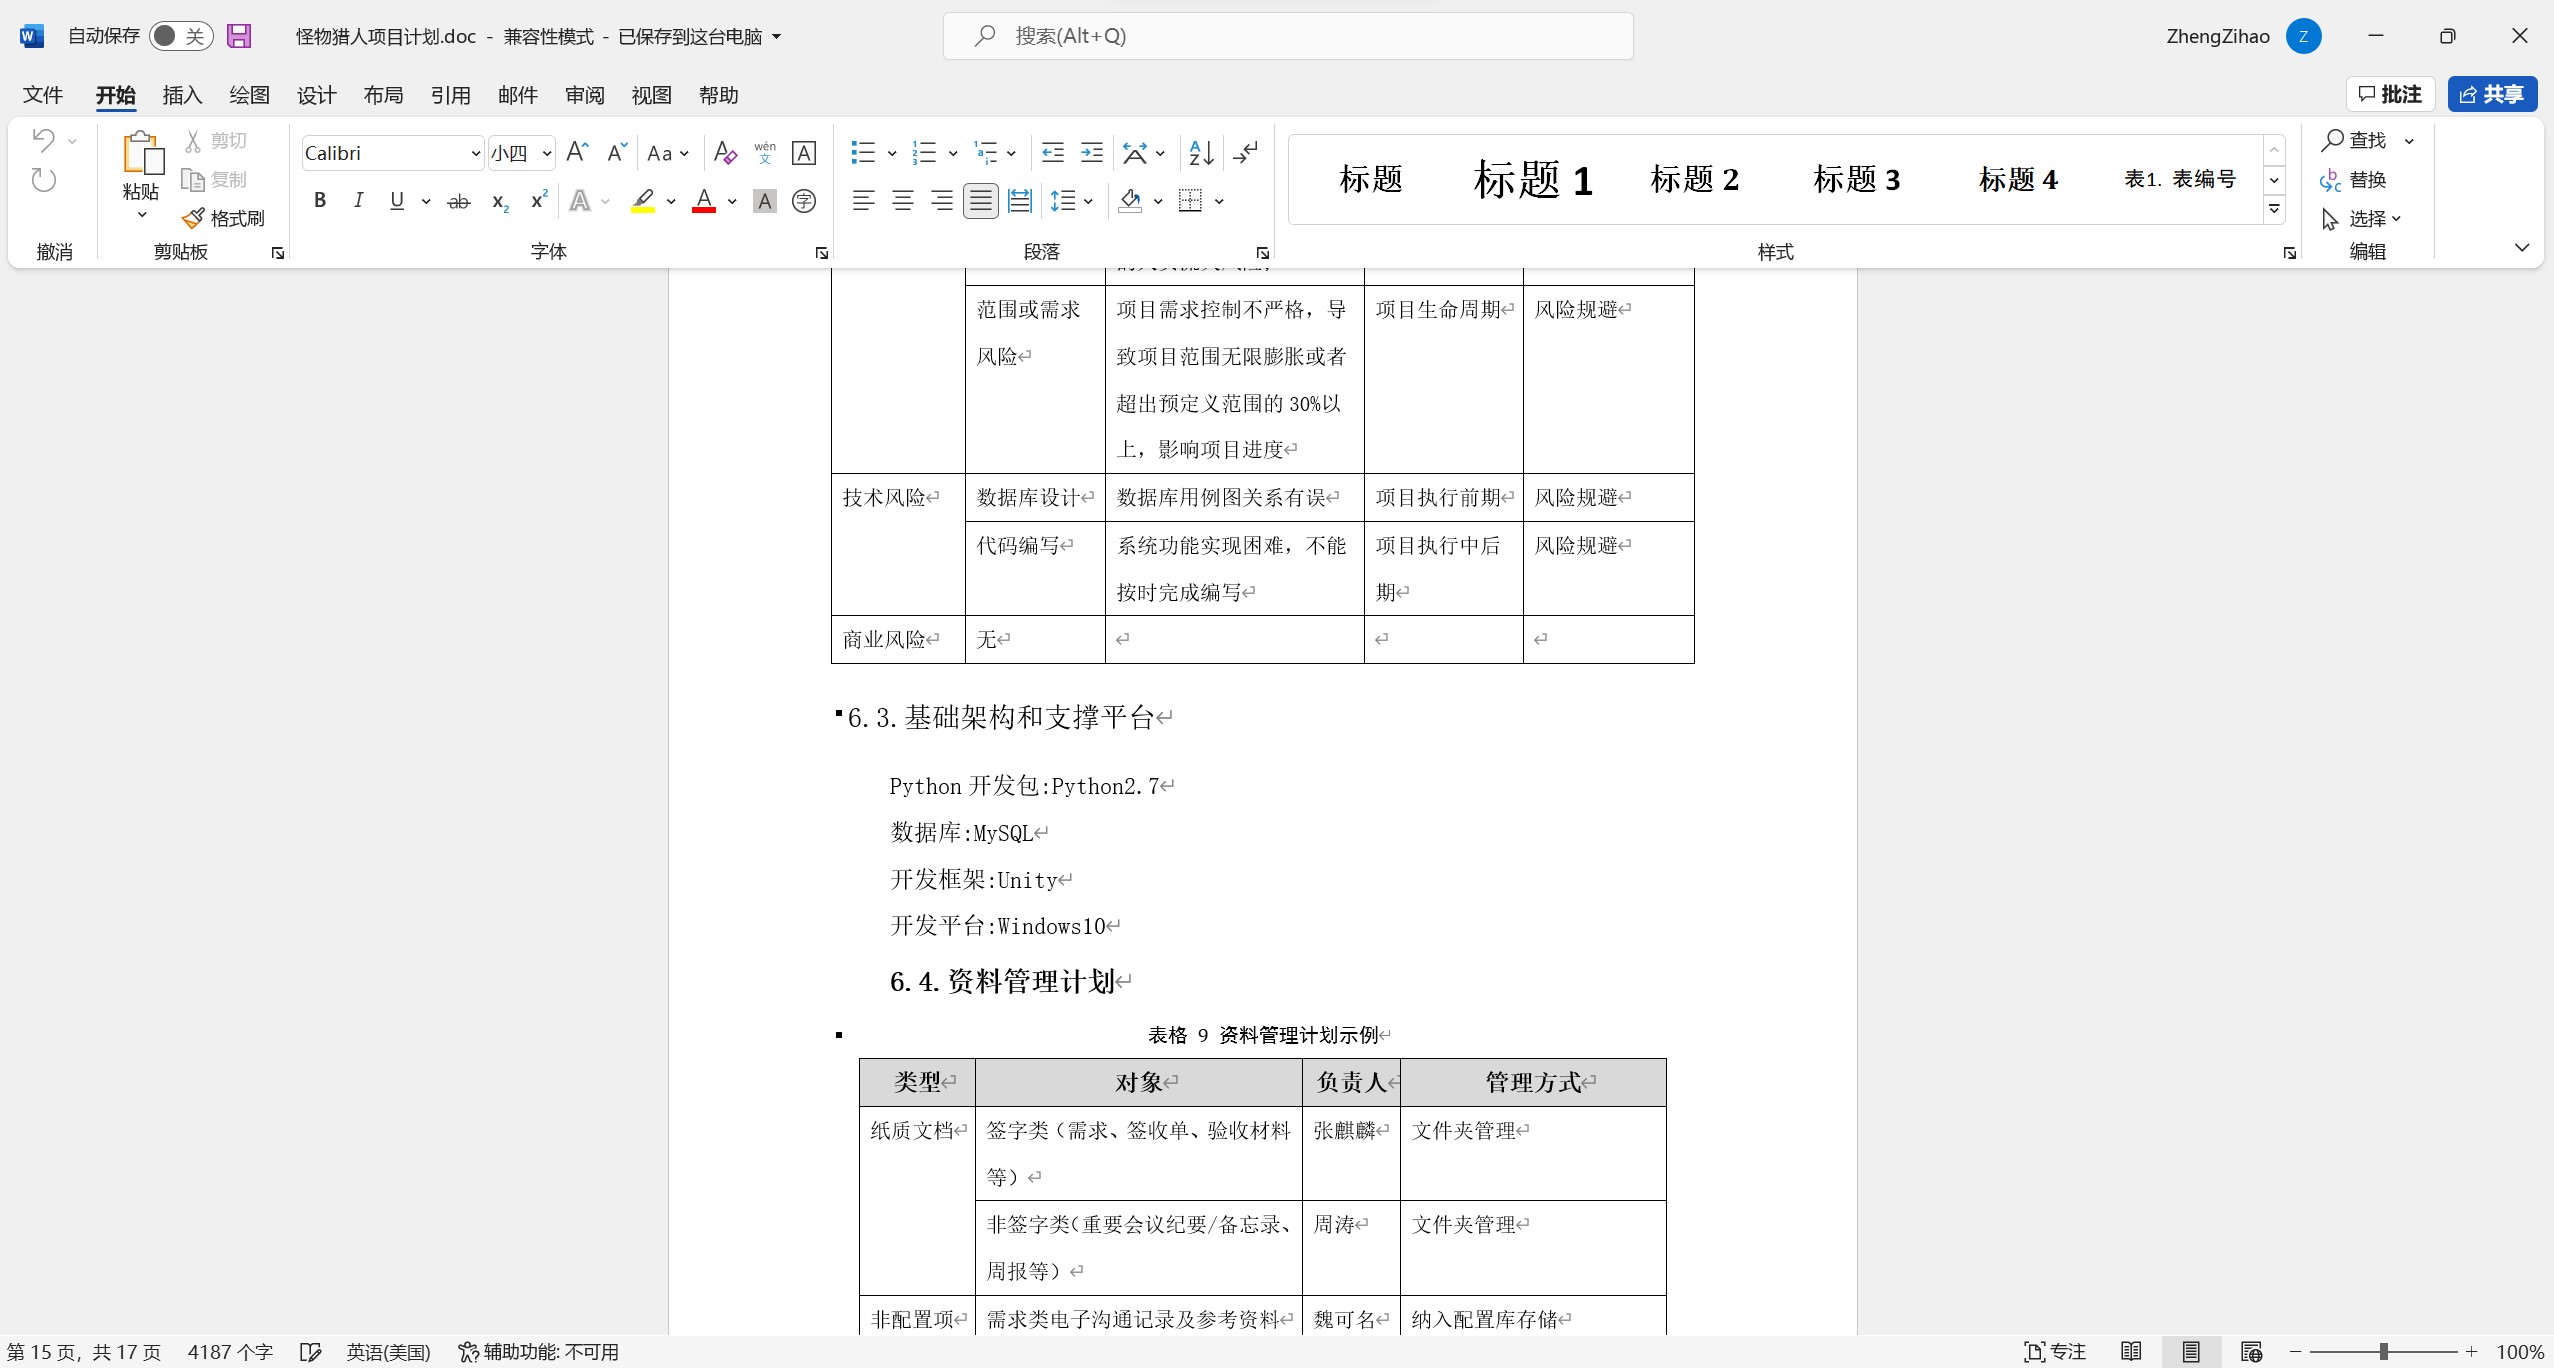 自动保存 关 怪物猎人项目计划.doc - 兼容性模式 - 已保存到这台电脑 搜索(Alt+Q) ZhengZihao Z
文件 开始 插入 绘图 设计 布局 引用 邮件 审阅 视图 帮助 批注 共享
粘贴 剪切 复制 格式刷
Calibri 小四
标题 标题 1 标题 2 标题 3 标题 4 表1. 表编号
查找 替换 选择
撤消 剪贴板 字体 段落 样式 编辑
范围或需求 项目需求控制不严格，导 项目生命周期 风险规避
风险 致项目范围无限膨胀或者
超出预定义范围的 30%以
上，影响项目进度
技术风险 数据库设计 数据库用例图关系有误 项目执行前期 风险规避
代码编写 系统功能实现困难，不能 项目执行中后 风险规避
按时完成编写 期
商业风险 无
6.3.基础架构和支撑平台
Python 开发包:Python2.7
数据库:MySQL
开发框架:Unity
开发平台:Windows10
6.4.资料管理计划
表格 9 资料管理计划示例
类型 对象 负责人 管理方式
纸质文档 签字类（需求、签收单、验收材料 张麒麟 文件夹管理
等）
非签字类（重要会议纪要/备忘录、 周涛 文件夹管理
周报等）
非配置项 需求类电子沟通记录及参考资料 魏可名 纳入配置库存储
第 15 页，共 17 页 4187 个字 英语(美国) 辅助功能: 不可用 专注 100%